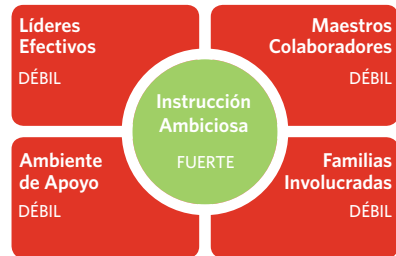 Líderes
Efectivos
DÉBIL
Maestros
Colaboradores
DÉBIL
Instrucción
Ambiciosa
FUERTE
Ambiente
de Apoyo
DÉBIL
Familias
Involucradas
DÉBIL